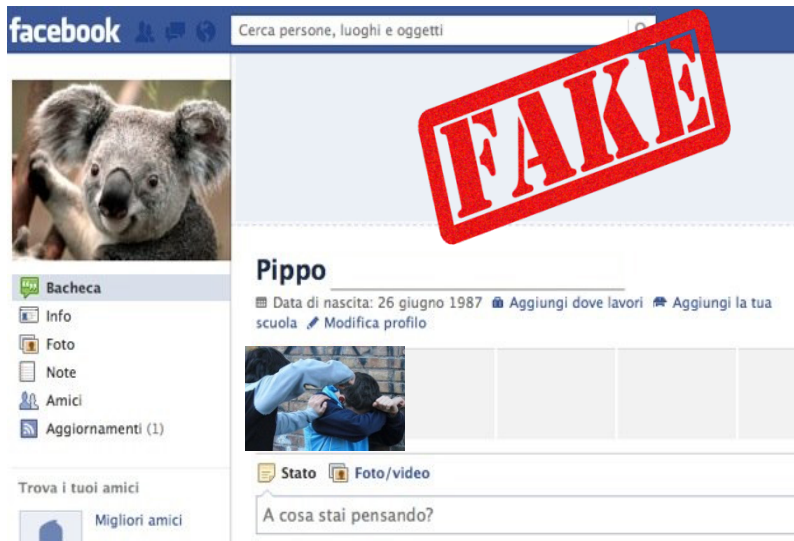 facebook
Cerca persone, luoghi e oggetti
FAKE
Pippo
Data di nascita: 26 giugno 1987 Aggiungi dove lavori Aggiungi la tua
scuola Modifica profilo
Bacheca
Info
Foto
Note
Amici
Aggiornamenti (1)
Stato Foto/video
A cosa stai pensando?
Trova i tuoi amici
Migliori amici